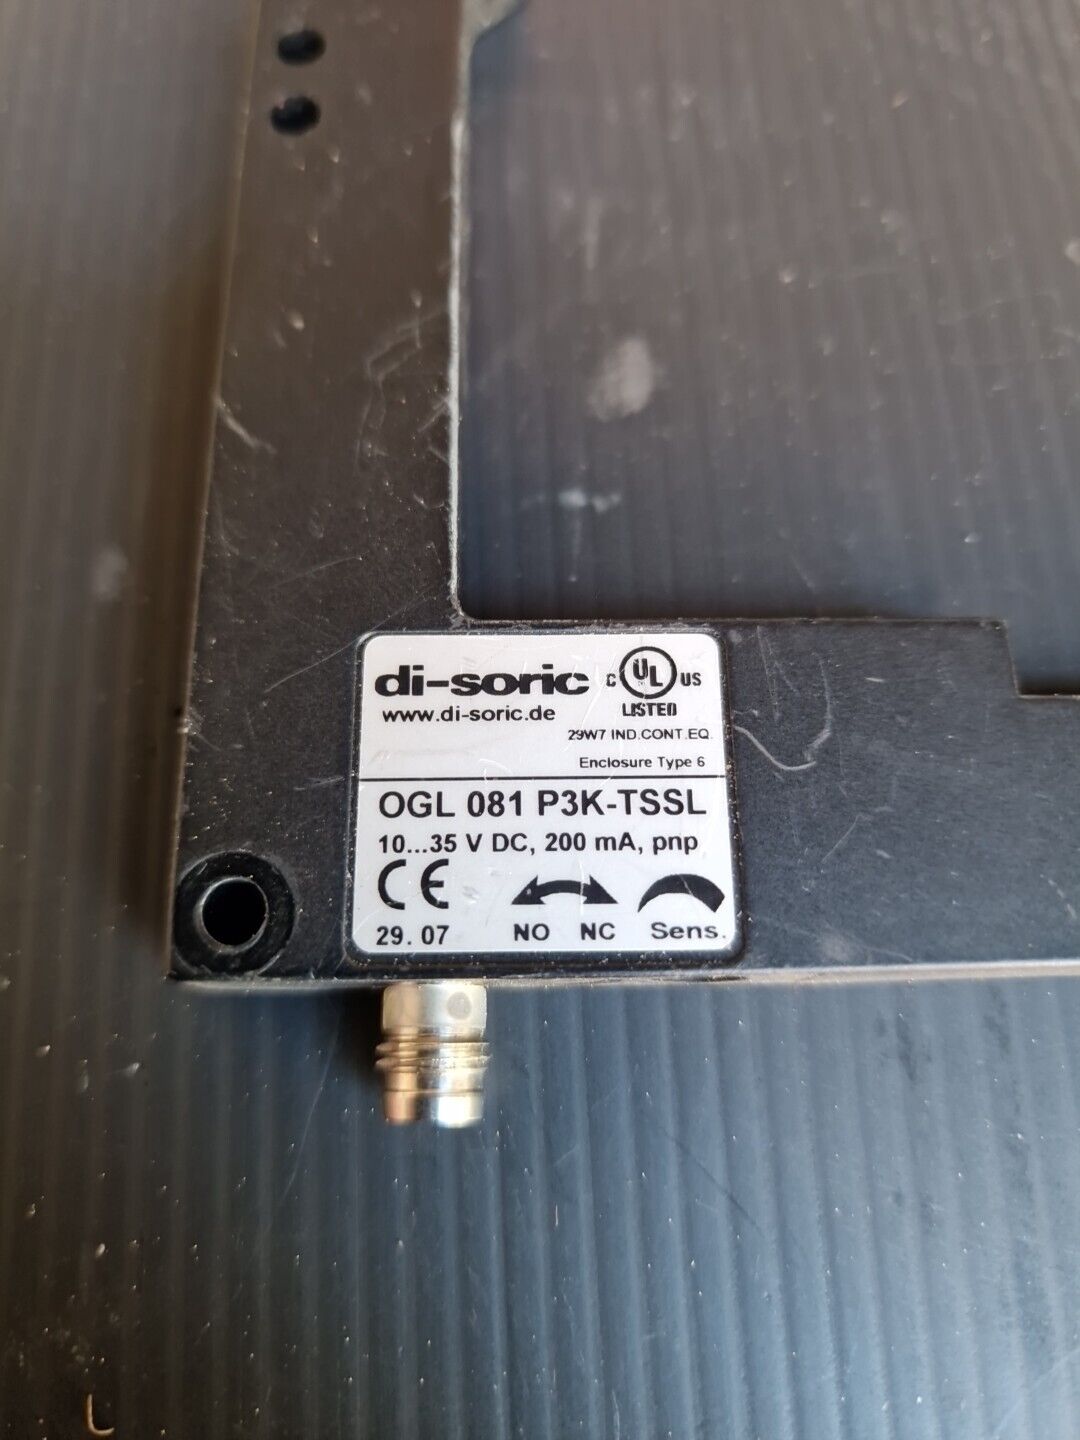 di-soric
c UL US
LISTED
www.di-soric.de
29W7 IND.CONT.EQ.
Enclosure Type 6
OGL 081 P3K-TSSL
10...35 V DC, 200 mA, pnp
CE
29. 07 NO NC Sens.